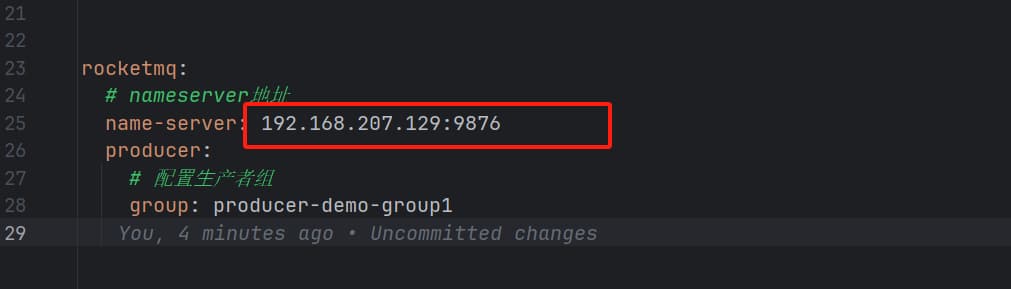 21
22
23 rocketmq:
24 # nameserver地址
25 name-server: 192.168.207.129:9876
26 producer:
27 # 配置生产者组
28 group: producer-demo-group1
29 You, 4 minutes ago • Uncommitted changes